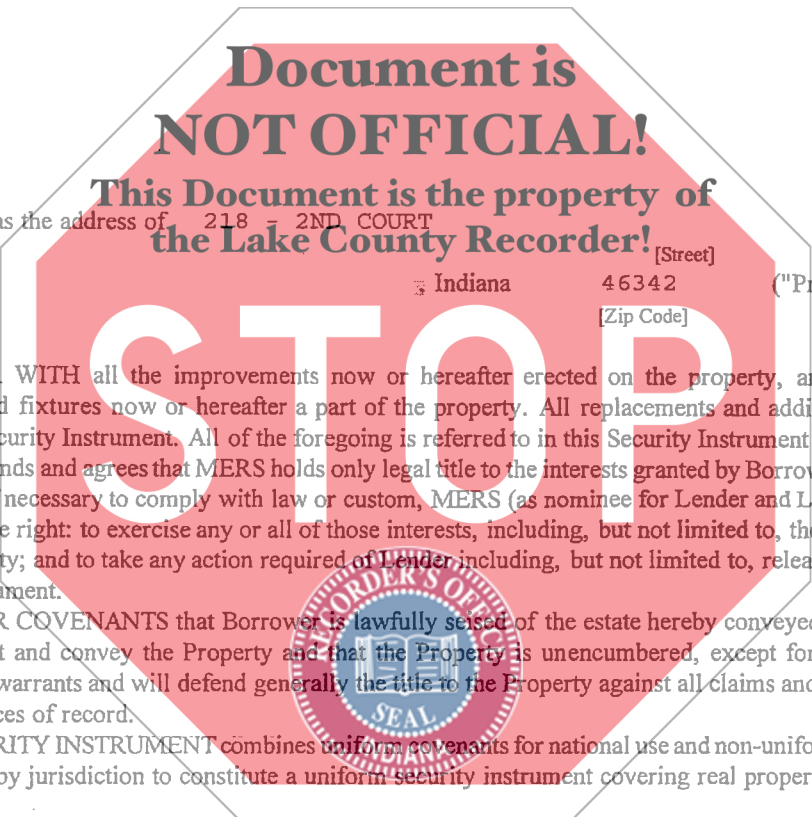 Document is
NOT OFFICIAL!
This Document is the property of
as the address of 218 - 2ND COURT
the Lake County Recorder!
[Street]
, Indiana 46342 ("Pr
[Zip Code]
STOP
WITH all the improvements now or hereafter erected on the property, an
d fixtures now or hereafter a part of the property. All replacements and addi
curity Instrument. All of the foregoing is referred to in this Security Instrument
nds and agrees that MERS holds only legal title to the interests granted by Borrow
necessary to comply with law or custom, MERS (as nominee for Lender and L
e right: to exercise any or all of those interests, including, but not limited to, the
ty; and to take any action required of Lender including, but not limited to, relea
ument.
R COVENANTS that Borrower is lawfully seised of the estate hereby conveyed
t and convey the Property and that the Property is unencumbered, except for
warrants and will defend generally the title to the Property against all claims and
ces of record.
RITY INSTRUMENT combines uniform covenants for national use and non-unifo
by jurisdiction to constitute a uniform security instrument covering real proper
RECORDER'S OFFICE
SEAL
INDIANA